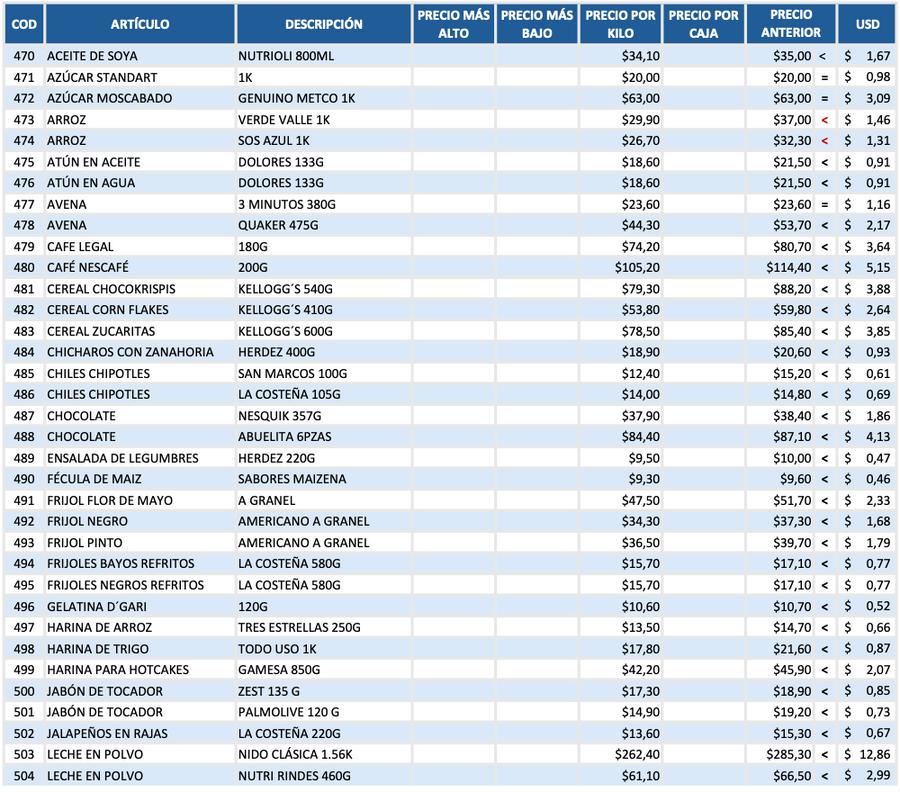 COD ARTÍCULO DESCRIPCIÓN PRECIO MÁS ALTO PRECIO MÁS BAJO PRECIO POR KILO PRECIO POR CAJA PRECIO ANTERIOR USD
470 ACEITE DE SOYA NUTRIOLI 800ML $34,10 $35,00 < $ 1,67
471 AZÚCAR STANDART 1K $20,00 $20,00 = $ 0,98
472 AZÚCAR MOSCABADO GENUINO METCO 1K $63,00 $63,00 = $ 3,09
473 ARROZ VERDE VALLE 1K $29,90 $37,00 < $ 1,46
474 ARROZ SOS AZUL 1K $26,70 $32,30 < $ 1,31
475 ATÚN EN ACEITE DOLORES 133G $18,60 $21,50 < $ 0,91
476 ATÚN EN AGUA DOLORES 133G $18,60 $21,50 < $ 0,91
477 AVENA 3 MINUTOS 380G $23,60 $23,60 = $ 1,16
478 AVENA QUAKER 475G $44,30 $53,70 < $ 2,17
479 CAFE LEGAL 180G $74,20 $80,70 < $ 3,64
480 CAFÉ NESCAFÉ 200G $105,20 $114,40 < $ 5,15
481 CEREAL CHOCOKRISPIS KELLOGG´S 540G $79,30 $88,20 < $ 3,88
482 CEREAL CORN FLAKES KELLOGG´S 410G $53,80 $59,80 < $ 2,64
483 CEREAL ZUCARITAS KELLOGG´S 600G $78,50 $85,40 < $ 3,85
484 CHICHAROS CON ZANAHORIA HERDEZ 400G $18,90 $20,60 < $ 0,93
485 CHILES CHIPOTLES SAN MARCOS 100G $12,40 $15,20 < $ 0,61
486 CHILES CHIPOTLES LA COSTEÑA 105G $14,00 $14,80 < $ 0,69
487 CHOCOLATE NESQUIK 357G $37,90 $38,40 < $ 1,86
488 CHOCOLATE ABUELITA 6PZAS $84,40 $87,10 < $ 4,13
489 ENSALADA DE LEGUMBRES HERDEZ 220G $9,50 $10,00 < $ 0,47
490 FÉCULA DE MAIZ SABORES MAIZENA $9,30 $9,60 < $ 0,46
491 FRIJOL FLOR DE MAYO A GRANEL $47,50 $51,70 < $ 2,33
492 FRIJOL NEGRO AMERICANO A GRANEL $34,30 $37,30 < $ 1,68
493 FRIJOL PINTO AMERICANO A GRANEL $36,50 $39,70 < $ 1,79
494 FRIJOLES BAYOS REFRITOS LA COSTEÑA 580G $15,70 $17,10 < $ 0,77
495 FRIJOLES NEGROS REFRITOS LA COSTEÑA 580G $15,70 $17,10 < $ 0,77
496 GELATINA D´GARI 120G $10,60 $10,70 < $ 0,52
497 HARINA DE ARROZ TRES ESTRELLAS 250G $13,50 $14,70 < $ 0,66
498 HARINA DE TRIGO TODO USO 1K $17,80 $21,60 < $ 0,87
499 HARINA PARA HOTCAKES GAMESA 850G $42,20 $45,90 < $ 2,07
500 JABÓN DE TOCADOR ZEST 135 G $17,30 $18,90 < $ 0,85
501 JABÓN DE TOCADOR PALMOLIVE 120 G $14,90 $19,20 < $ 0,73
502 JALAPEÑOS EN RAJAS LA COSTEÑA 220G $13,60 $15,30 < $ 0,67
503 LECHE EN POLVO NIDO CLÁSICA 1.56K $262,40 $285,30 < $ 12,86
504 LECHE EN POLVO NUTRI RINDES 460G $61,10 $66,50 < $ 2,99